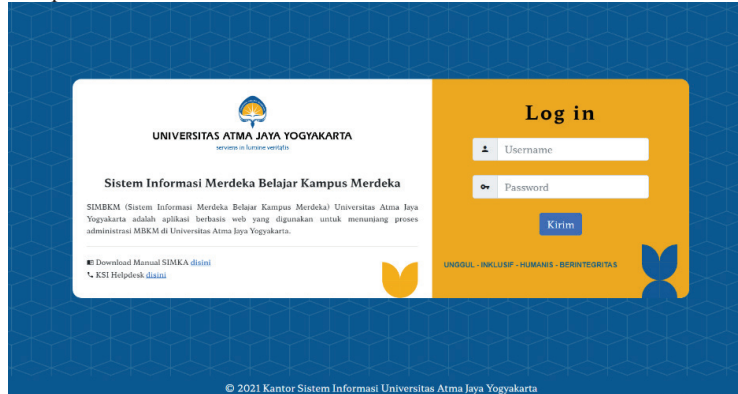 UNIVERSITAS ATMA JAYA YOGYAKARTA
serviens in lumine veritatis
Sistem Informasi Merdeka Belajar Kampus Merdeka
SIMBKM (Sistem Informasi Merdeka Belajar Kampus Merdeka) Universitas Atma Jaya
Yogyakarta adalah aplikasi berbasis web yang digunakan untuk menunjang proses
administrasi MBKM di Universitas Atma Jaya Yogyakarta.
Download Manual SIMKA disini
KSI Helpdesk disini
Log in
Username
Password
Kirim
UNGGUL - INKLUSIF - HUMANIS - BERINTEGRITAS
© 2021 Kantor Sistem Informasi Universitas Atma Jaya Yogyakarta